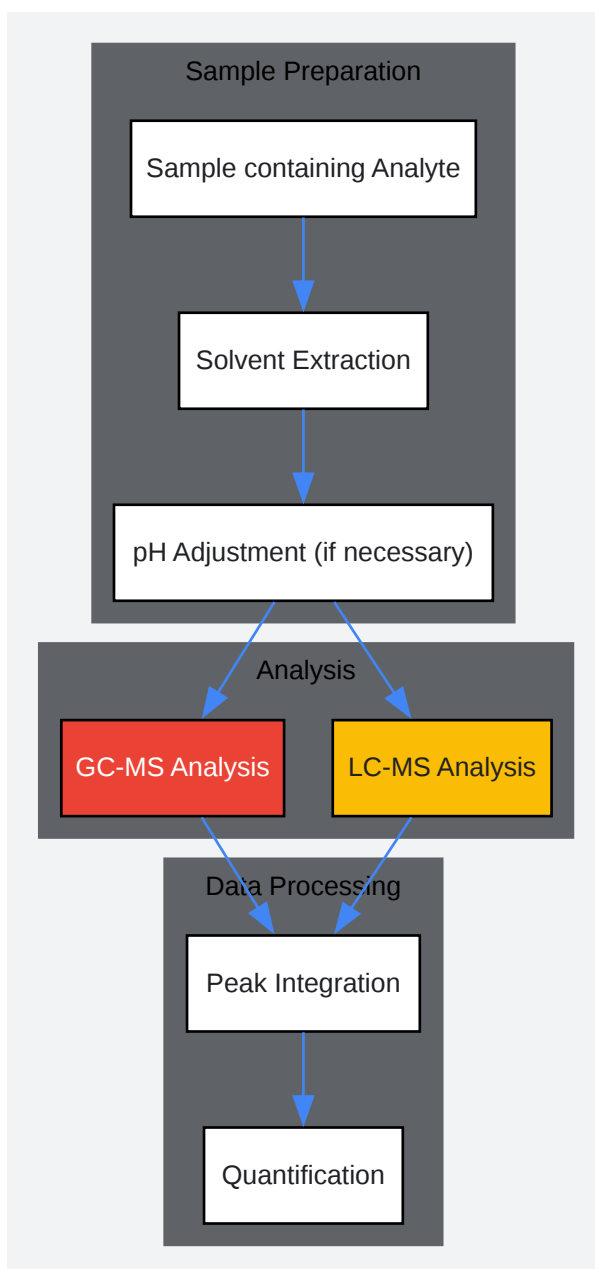 Sample Preparation
Sample containing Analyte
Solvent Extraction
pH Adjustment (if necessary)
Analysis
GC-MS Analysis
LC-MS Analysis
Data Processing
Peak Integration
Quantification